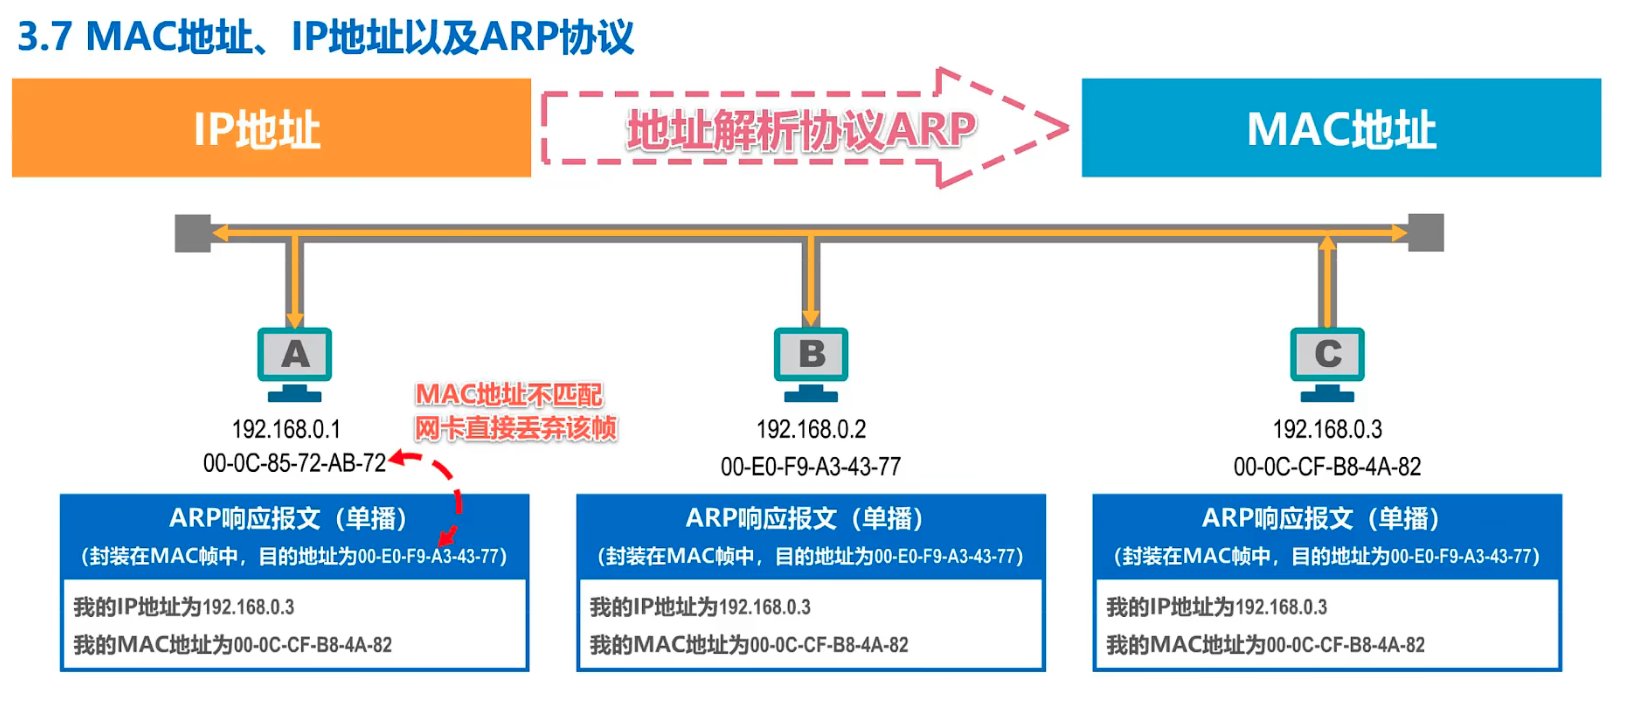 3.7 MAC地址、IP地址以及ARP协议
IP地址
地址解析协议ARP
MAC地址
A
B
C
MAC地址不匹配
网卡直接丢弃该帧
192.168.0.1
00-0C-85-72-AB-72
192.168.0.2
00-E0-F9-A3-43-77
192.168.0.3
00-0C-CF-B8-4A-82
ARP响应报文（单播）
（封装在MAC帧中，目的地址为00-E0-F9-A3-43-77）
我的IP地址为192.168.0.3
我的MAC地址为00-0C-CF-B8-4A-82
ARP响应报文（单播）
（封装在MAC帧中，目的地址为00-E0-F9-A3-43-77）
我的IP地址为192.168.0.3
我的MAC地址为00-0C-CF-B8-4A-82
ARP响应报文（单播）
（封装在MAC帧中，目的地址为00-E0-F9-A3-43-77）
我的IP地址为192.168.0.3
我的MAC地址为00-0C-CF-B8-4A-82